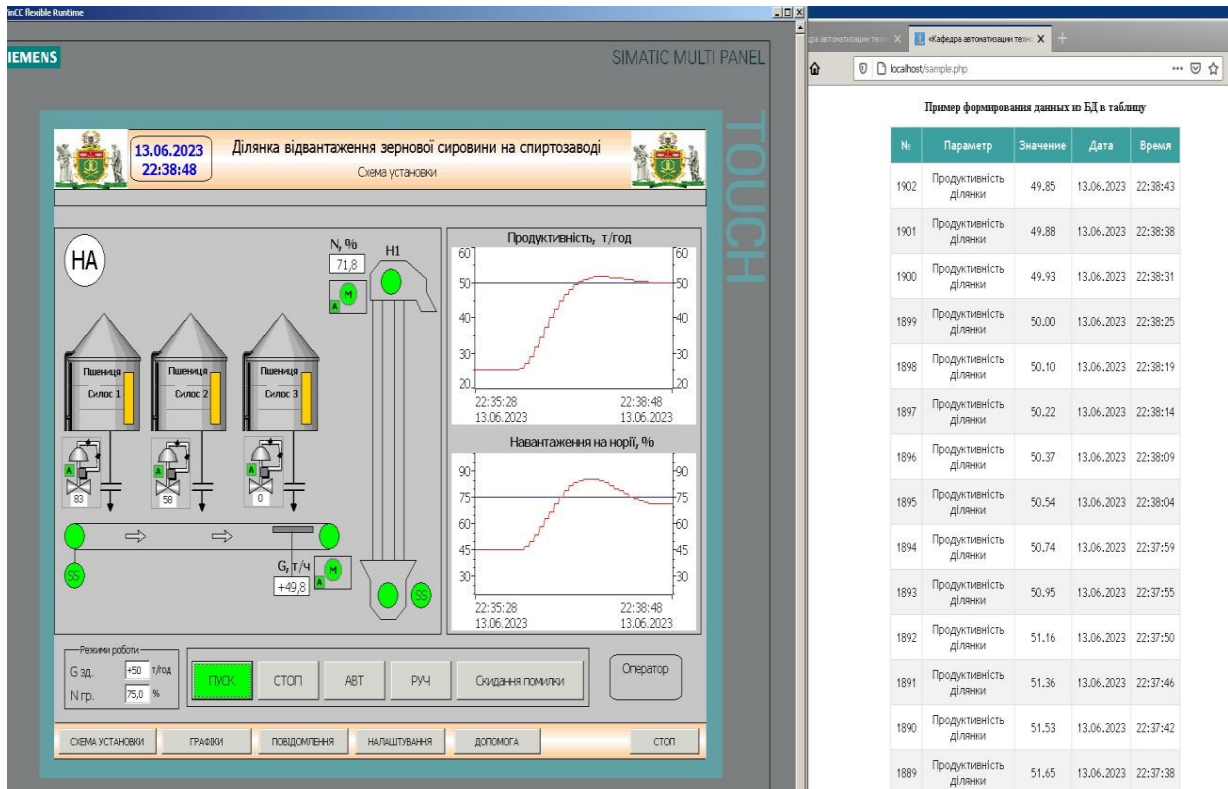 WinCC flexible Runtime
SIEMENS
SIMATIC MULTI PANEL
TOUCH
13.06.2023
22:38:48
Ділянка відвантаження зернової сировини на спиртозаводі
Схема установки
НА
N, %
71,8
Н1
М
А
Пшениця
Силос 1
Пшениця
Силос 2
Пшениця
Силос 3
А
А
А
83
58
0
SS
G, т/ч
+49,8
М
А
SS
Продуктивність, т/год
60
60
50
50
40
40
30
30
20
20
22:35:28
22:38:48
13.06.2023
13.06.2023
Навантаження на норії, %
90
90
75
75
60
60
45
45
30
30
22:35:28
22:38:48
13.06.2023
13.06.2023
Режими роботи
G зд.
+50
т/год
N гр.
75,0
%
ПУСК
СТОП
АВТ
РУЧ
Скидання помилки
Оператор
СХЕМА УСТАНОВКИ
ГРАФІКИ
ПОВІДОМЛЕННЯ
НАЛАШТУВАННЯ
ДОПОМОГА
СТОП
«Кафедра автоматизации техн
localhost/sample.php
Пример формирования данных из БД в таблицу
№ Параметр Значение Дата Время
1902 Продуктивність ділянки 49.85 13.06.2023 22:38:43
1901 Продуктивність ділянки 49.88 13.06.2023 22:38:38
1900 Продуктивність ділянки 49.93 13.06.2023 22:38:31
1899 Продуктивність ділянки 50.00 13.06.2023 22:38:25
1898 Продуктивність ділянки 50.10 13.06.2023 22:38:19
1897 Продуктивність ділянки 50.22 13.06.2023 22:38:14
1896 Продуктивність ділянки 50.37 13.06.2023 22:38:09
1895 Продуктивність ділянки 50.54 13.06.2023 22:38:04
1894 Продуктивність ділянки 50.74 13.06.2023 22:37:59
1893 Продуктивність ділянки 50.95 13.06.2023 22:37:55
1892 Продуктивність ділянки 51.16 13.06.2023 22:37:50
1891 Продуктивність ділянки 51.36 13.06.2023 22:37:46
1890 Продуктивність ділянки 51.53 13.06.2023 22:37:42
1889 Продуктивність ділянки 51.65 13.06.2023 22:37:38